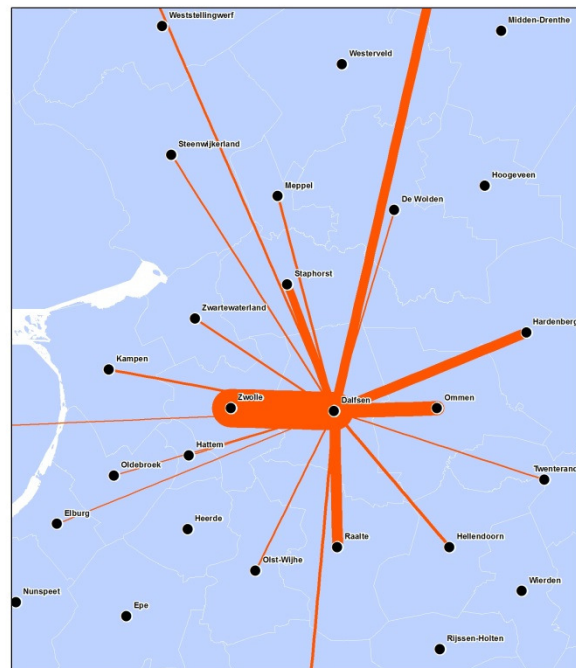 Weststellingwerf
Midden-Drenthe
Westerveld
Steenwijkerland
Hoogeveen
Meppel
De Wolden
Staphorst
Zwartewaterland
Hardenberg
Kampen
Zwolle
Dalfsen
Ommen
Hattem
Oldebroek
Twenterand
Elburg
Heerde
Raalte
Hellendoorn
Olst-Wijhe
Wierden
Nunspeet
Epe
Rijssen-Holten